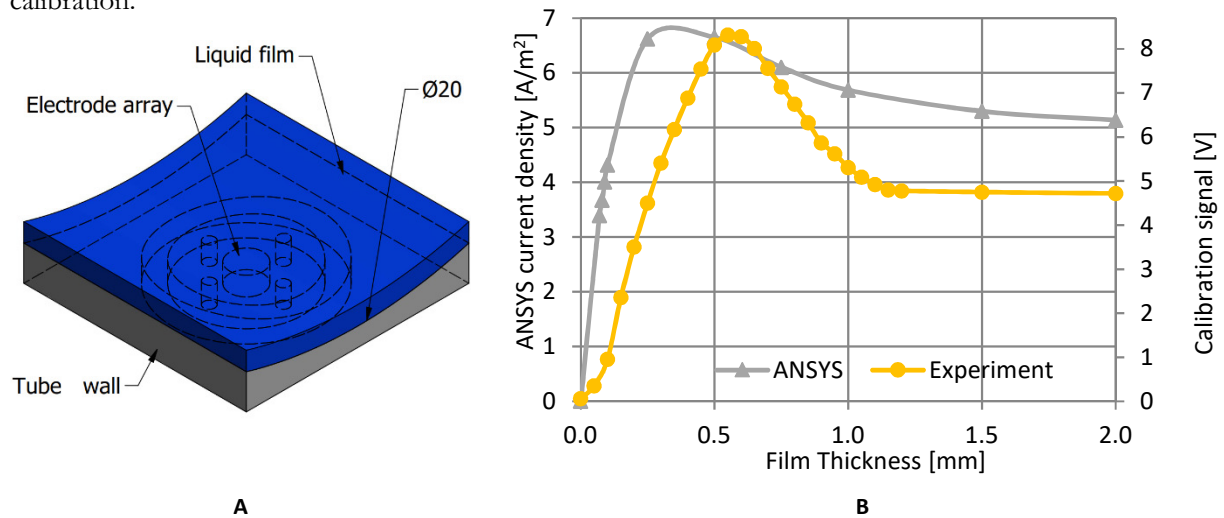 calibration.
Liquid film
Electrode array
Ø20
Tube wall
A
ANSYS current density [A/m²]
7
6
5
4
3
2
1
0
8
7
6
5
4
3
2
1
0
Calibration signal [V]
ANSYS
Experiment
0.0 0.5 1.0 1.5 2.0
Film Thickness [mm]
B